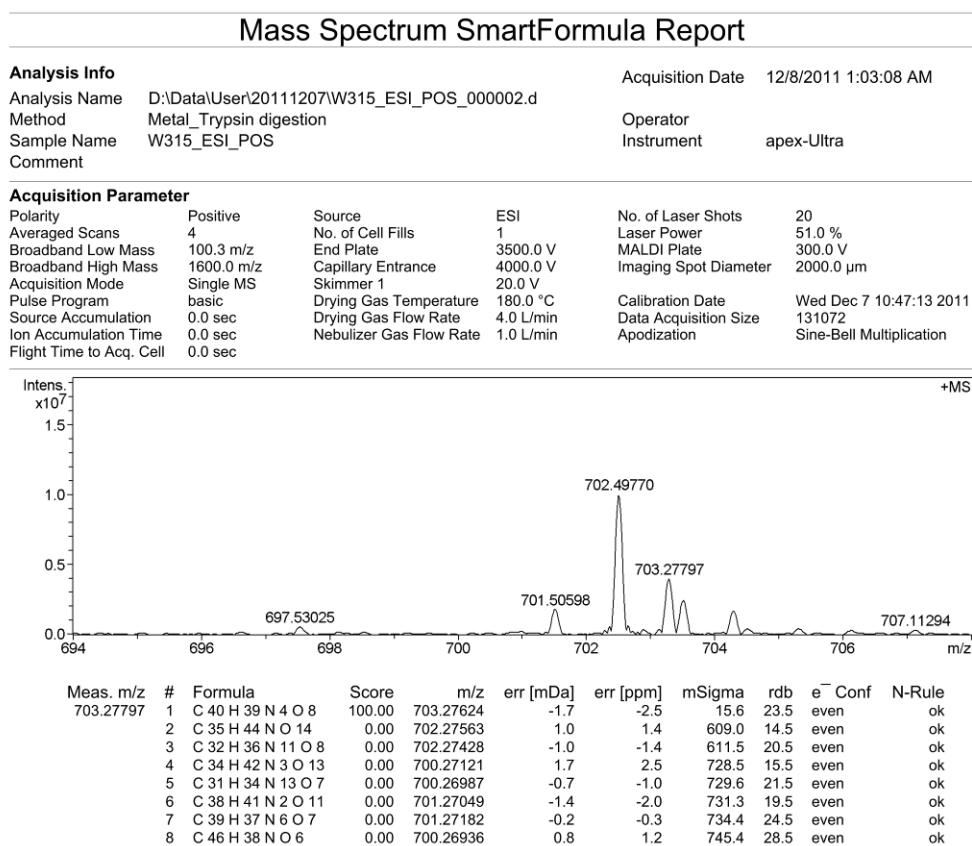 Mass Spectrum SmartFormula Report
Analysis Info
Acquisition Date 12/8/2011 1:03:08 AM
Analysis Name D:\Data\User\20111207\W315_ESI_POS_000002.d
Method Metal_Trypsin digestion Operator
Sample Name W315_ESI_POS Instrument apex-Ultra
Comment
Acquisition Parameter
Polarity Positive Source ESI No. of Laser Shots 20
Averaged Scans 4 No. of Cell Fills 1 Laser Power 51.0 %
Broadband Low Mass 100.3 m/z End Plate 3500.0 V MALDI Plate 300.0 V
Broadband High Mass 1600.0 m/z Capillary Entrance 4000.0 V Imaging Spot Diameter 2000.0 µm
Acquisition Mode Single MS Skimmer 1 20.0 V
Pulse Program basic Drying Gas Temperature 180.0 °C Calibration Date Wed Dec 7 10:47:13 2011
Source Accumulation 0.0 sec Drying Gas Flow Rate 4.0 L/min Data Acquisition Size 131072
Ion Accumulation Time 0.0 sec Nebulizer Gas Flow Rate 1.0 L/min Apodization Sine-Bell Multiplication
Flight Time to Acq. Cell 0.0 sec
Intens. +MS
x10⁷
1.5
702.49770
1.0
703.27797
0.5
701.50598
697.53025 707.11294
0.0
694 696 698 700 702 704 706 m/z
Meas. m/z # Formula Score m/z err [mDa] err [ppm] mSigma rdb e⁻ Conf N-Rule
703.27797 1 C 40 H 39 N 4 O 8 100.00 703.27624 -1.7 -2.5 15.6 23.5 even ok
2 C 35 H 44 N O 14 0.00 702.27563 1.0 1.4 609.0 14.5 even ok
3 C 32 H 36 N 11 O 8 0.00 702.27428 -1.0 -1.4 611.5 20.5 even ok
4 C 34 H 42 N 3 O 13 0.00 700.27121 1.7 2.5 728.5 15.5 even ok
5 C 31 H 34 N 13 O 7 0.00 700.26987 -0.7 -1.0 729.6 21.5 even ok
6 C 38 H 41 N 2 O 11 0.00 701.27049 -1.4 -2.0 731.3 19.5 even ok
7 C 39 H 37 N 6 O 7 0.00 701.27182 -0.2 -0.3 734.4 24.5 even ok
8 C 46 H 38 N O 6 0.00 700.26936 0.8 1.2 745.4 28.5 even ok